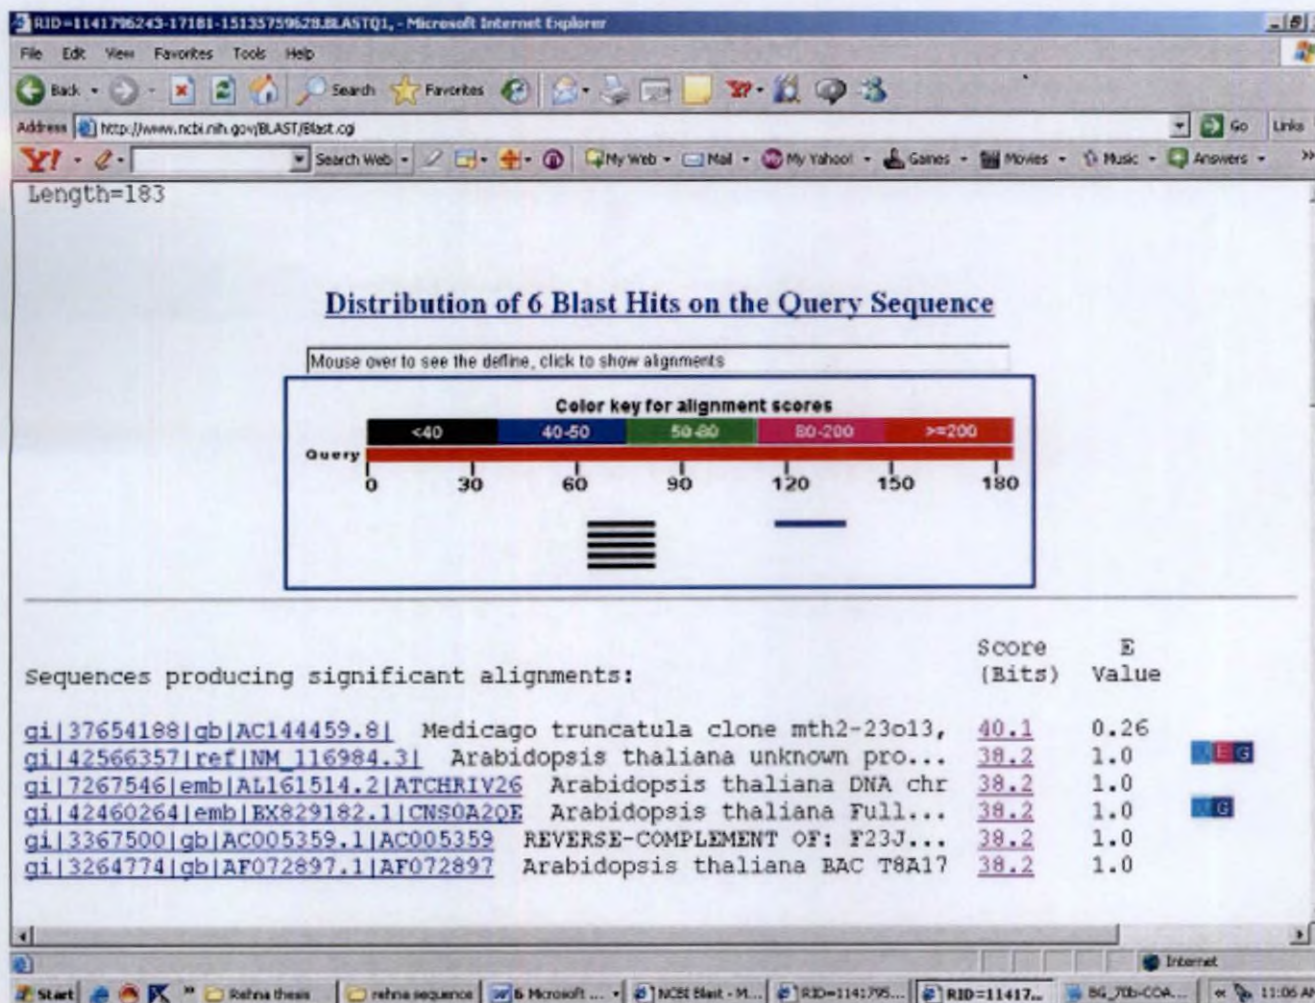 RID=1141796243-17181-15135759628.BLASTQ1, - Microsoft Internet Explorer
File Edit View Favorites Tools Help
Back Search Favorites
Address http://www.ncbi.nih.gov/BLAST/Blast.cgi Go Links
Y! Search Web My Web Mail My Yahoo! Games Movies Music Answers »
Length=183
Distribution of 6 Blast Hits on the Query Sequence
Mouse over to see the defline, click to show alignments
Color key for alignment scores
<40 40-50 50-80 80-200 >=200
Query
0 30 60 90 120 150 180
Score E
Sequences producing significant alignments: (Bits) Value
gi|37654188|gb|AC144459.8| Medicago truncatula clone mth2-23o13, 40.1 0.26
gi|42566357|ref|NM_116984.3| Arabidopsis thaliana unknown pro... 38.2 1.0 U E G
gi|7267546|emb|AL161514.2|ATCHRIV26 Arabidopsis thaliana DNA chr 38.2 1.0
gi|42460264|emb|BX829182.1|CNS0A2QE Arabidopsis thaliana Full... 38.2 1.0 U G
gi|3367500|gb|AC005359.1|AC005359 REVERSE-COMPLEMENT OF: F23J... 38.2 1.0
gi|3264774|gb|AF072897.1|AF072897 Arabidopsis thaliana BAC T8A17 38.2 1.0
Internet
Start » Rehna thesis rehna sequence 6 Microsoft ... NCBI Blast - M... RID=1141795... RID=11417... BG_70b-COA... « 11:06 A